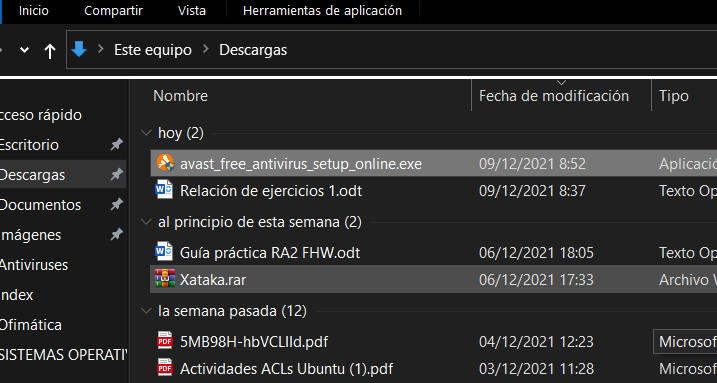 Inicio Compartir Vista Herramientas de aplicación
Este equipo Descargas
Nombre Fecha de modificación Tipo
cceso rápido
Escritorio
Descargas
Documentos
mágenes
Antiviruses
ndex
Ofimática
SISTEMAS OPERATIV
hoy (2)
avast_free_antivirus_setup_online.exe 09/12/2021 8:52 Aplicació
Relación de ejercicios 1.odt 09/12/2021 8:37 Texto Op
al principio de esta semana (2)
Guía práctica RA2 FHW.odt 06/12/2021 18:05 Texto Op
Xataka.rar 06/12/2021 17:33 Archivo W
la semana pasada (12)
PDF 5MB98H-hbVCLIId.pdf 04/12/2021 12:23 Microsof
PDF Actividades ACLs Ubuntu (1).pdf 03/12/2021 11:28 Microsof